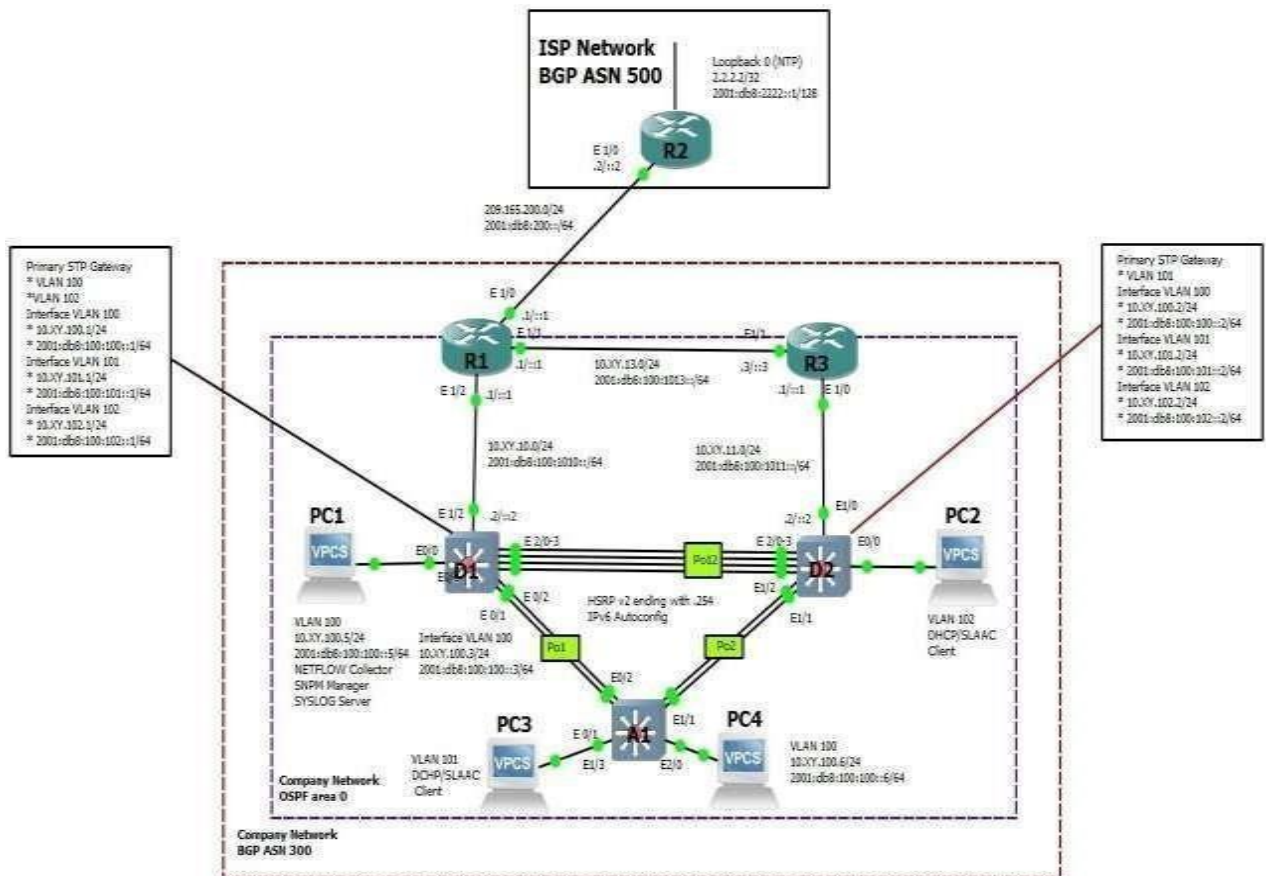 ISP Network
BGP ASN 500
Loopback 0 (NTP)
2.2.2.2/32
2001:db8:2222::1/128
E 1/0
.2/::2
R2
209.165.200.0/24
2001:db8:200::/64
Primary STP Gateway
* VLAN 100
*VLAN 102
Interface VLAN 100
* 10.XY.100.1/24
* 2001:db8:100:100::1/64
Interface VLAN 101
* 10.XY.101.1/24
* 2001:db8:100:101::1/64
Interface VLAN 102
* 10.XY.102.1/24
* 2001:db8:100:102::1/64
Primary STP Gateway
* VLAN 101
Interface VLAN 100
* 10.XY.100.2/24
* 2001:db8:100:100::2/64
Interface VLAN 101
* 10.XY.101.2/24
* 2001:db8:100:101::2/64
Interface VLAN 102
* 10.XY.102.2/24
* 2001:db8:100:102::2/64
E 1/0
.1/::1
E 1/1
R1
.1/::1
E 1/2
.1/::1
10.XY.13.0/24
2001:db8:100:1013::/64
E1/1
R3
.3/::3
.1/::1
E 1/0
10.XY.10.0/24
2001:db8:100:1010::/64
10.XY.11.0/24
2001:db8:100:1011::/64
E 1/2
.2/::2
E1/0
.2/::2
PC1
VPCS
E0/0
D1
E 2/0-3
Po12
E 2/0-3
D2
E0/0
PC2
VPCS
E 0/2
E 0/1
HSRP v2 ending with .254
IPv6 Autoconfig
E1/2
E1/1
VLAN 100
10.XY.100.5/24
2001:db8:100:100::5/64
NETFLOW Collector
SNPM Manager
SYSLOG Server
Interface VLAN 100
10.XY.100.3/24
2001:db8:100:100::3/64
Po1
Po2
VLAN 102
DHCP/SLAAC
Client
E0/2
PC3
VPCS
E 0/1
E1/3
A1
E1/1
E2/0
PC4
VPCS
VLAN 101
DCHP/SLAAC
Client
VLAN 100
10.XY.100.6/24
2001:db8:100:100::6/64
Company Network
OSPF area 0
Company Network
BGP ASN 300